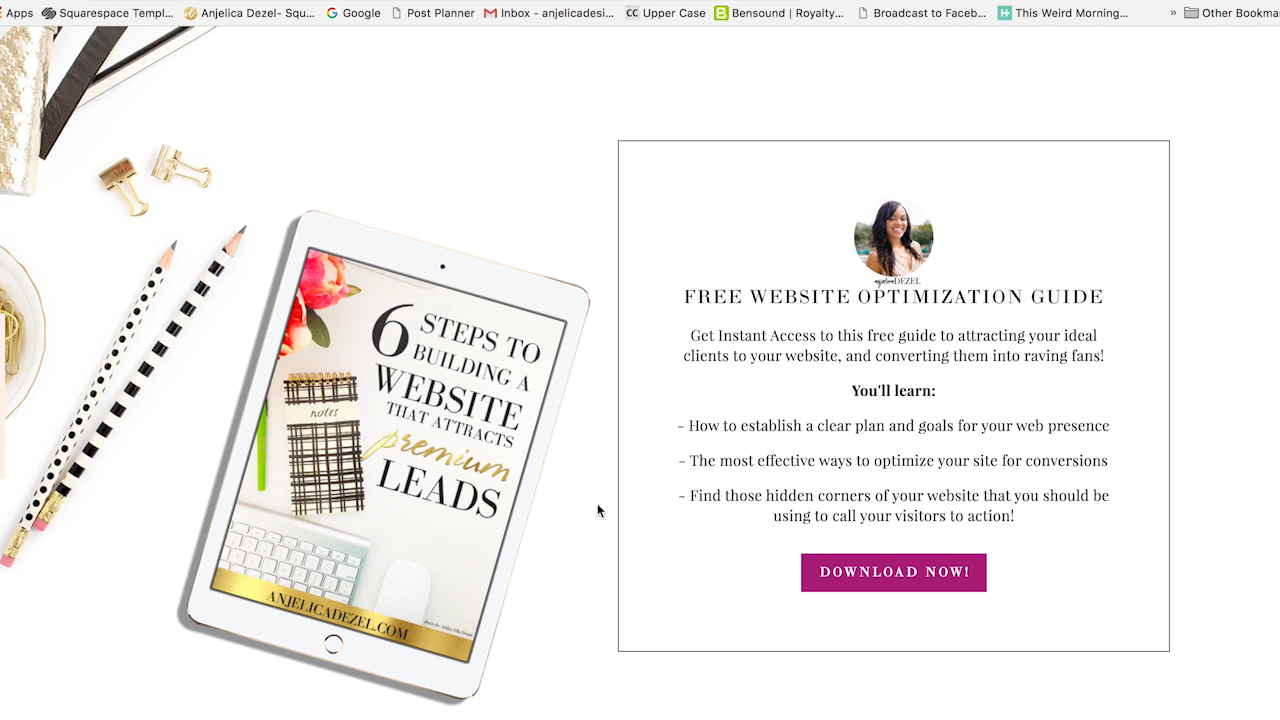 Apps
Squarespace Templ...
Anjelica Dezel- Squ...
Google
Post Planner
Inbox - anjelicadesi...
CC Upper Case
B Bensound | Royalty...
Broadcast to Faceb...
H This Weird Morning...
»
Other Bookma
6
STEPS TO
BUILDING A
WEBSITE
THAT ATTRACTS
premium
LEADS
notes
ANJELICADEZEL.COM
anjelicaDEZEL
FREE WEBSITE OPTIMIZATION GUIDE
Get Instant Access to this free guide to attracting your ideal
clients to your website, and converting them into raving fans!
You'll learn:
- How to establish a clear plan and goals for your web presence
- The most effective ways to optimize your site for conversions
- Find those hidden corners of your website that you should be
using to call your visitors to action!
DOWNLOAD NOW!